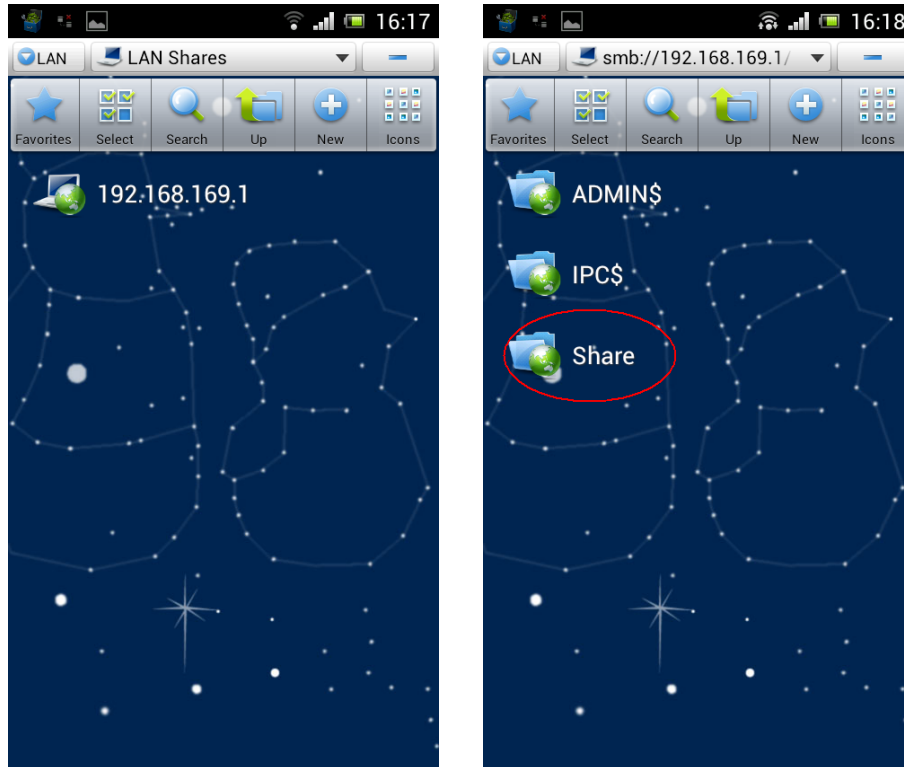 16:17
LAN LAN Shares
Favorites Select Search Up New Icons
192.168.169.1
16:18
LAN smb://192.168.169.1/
Favorites Select Search Up New Icons
ADMIN$
IPC$
Share